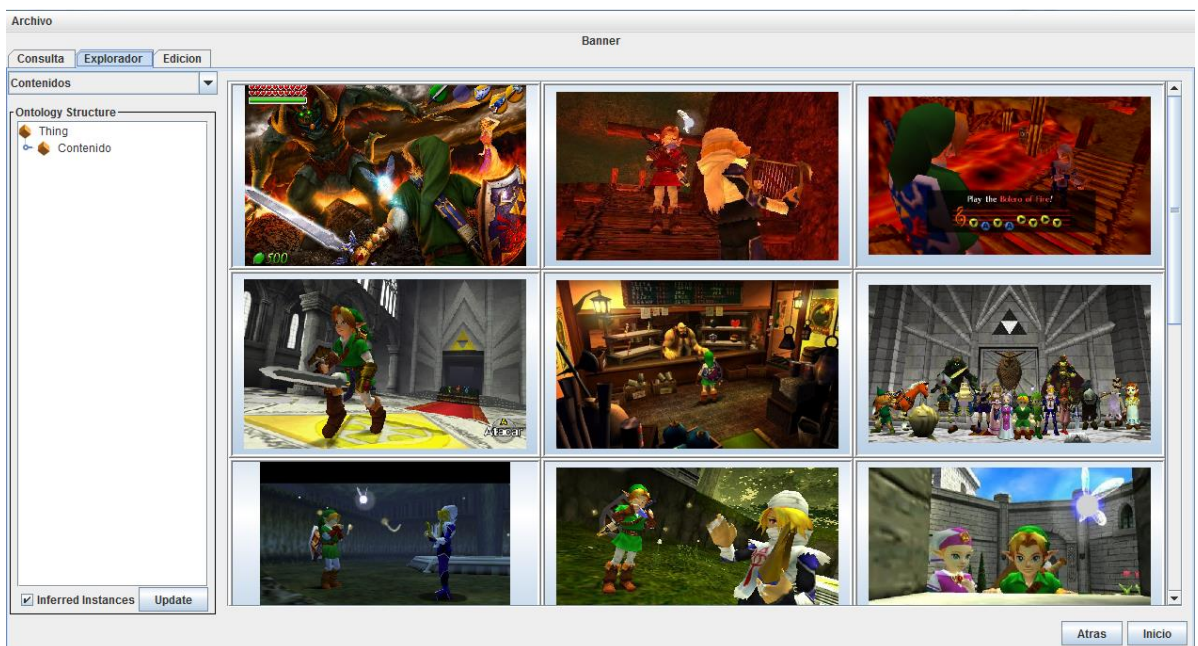 Archivo
Banner
Consulta Explorador Edicion
Contenidos
Ontology Structure
Thing
Contenido
500
Play the Bolero of Fire!
Atacar
Inferred Instances Update
Atras Inicio